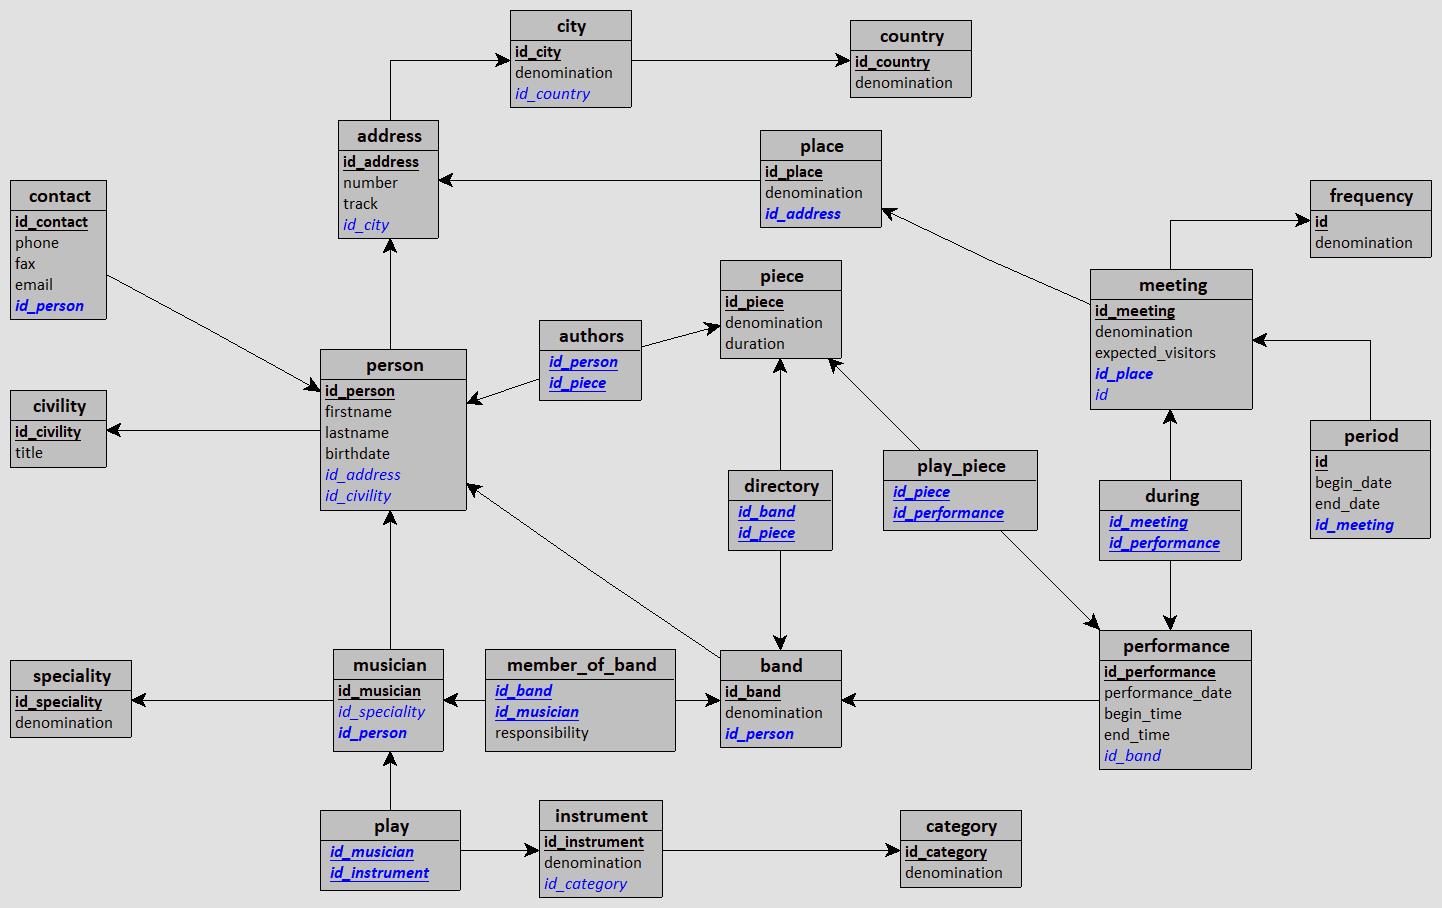 city
id_city
denomination
id_country
country
id_country
denomination
address
id_address
number
track
id_city
place
id_place
denomination
id_address
contact
id_contact
phone
fax
email
id_person
frequency
id
denomination
piece
id_piece
denomination
duration
meeting
id_meeting
denomination
expected_visitors
id_place
id
authors
id_person
id_piece
person
id_person
firstname
lastname
birthdate
id_address
id_civility
civility
id_civility
title
period
id
begin_date
end_date
id_meeting
play_piece
id_piece
id_performance
directory
id_band
id_piece
during
id_meeting
id_performance
performance
id_performance
performance_date
begin_time
end_time
id_band
speciality
id_speciality
denomination
musician
id_musician
id_speciality
id_person
member_of_band
id_band
id_musician
responsibility
band
id_band
denomination
id_person
play
id_musician
id_instrument
instrument
id_instrument
denomination
id_category
category
id_category
denomination